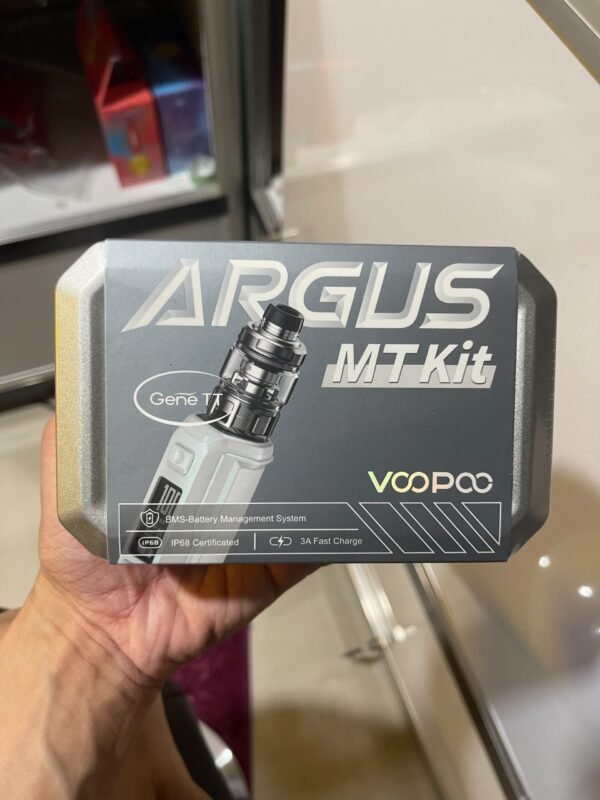 ARGUS
MT Kit
Gene TT
VOOPOO
BMS-Battery Management System
IP68
IP68 Certificated
3A Fast Charge